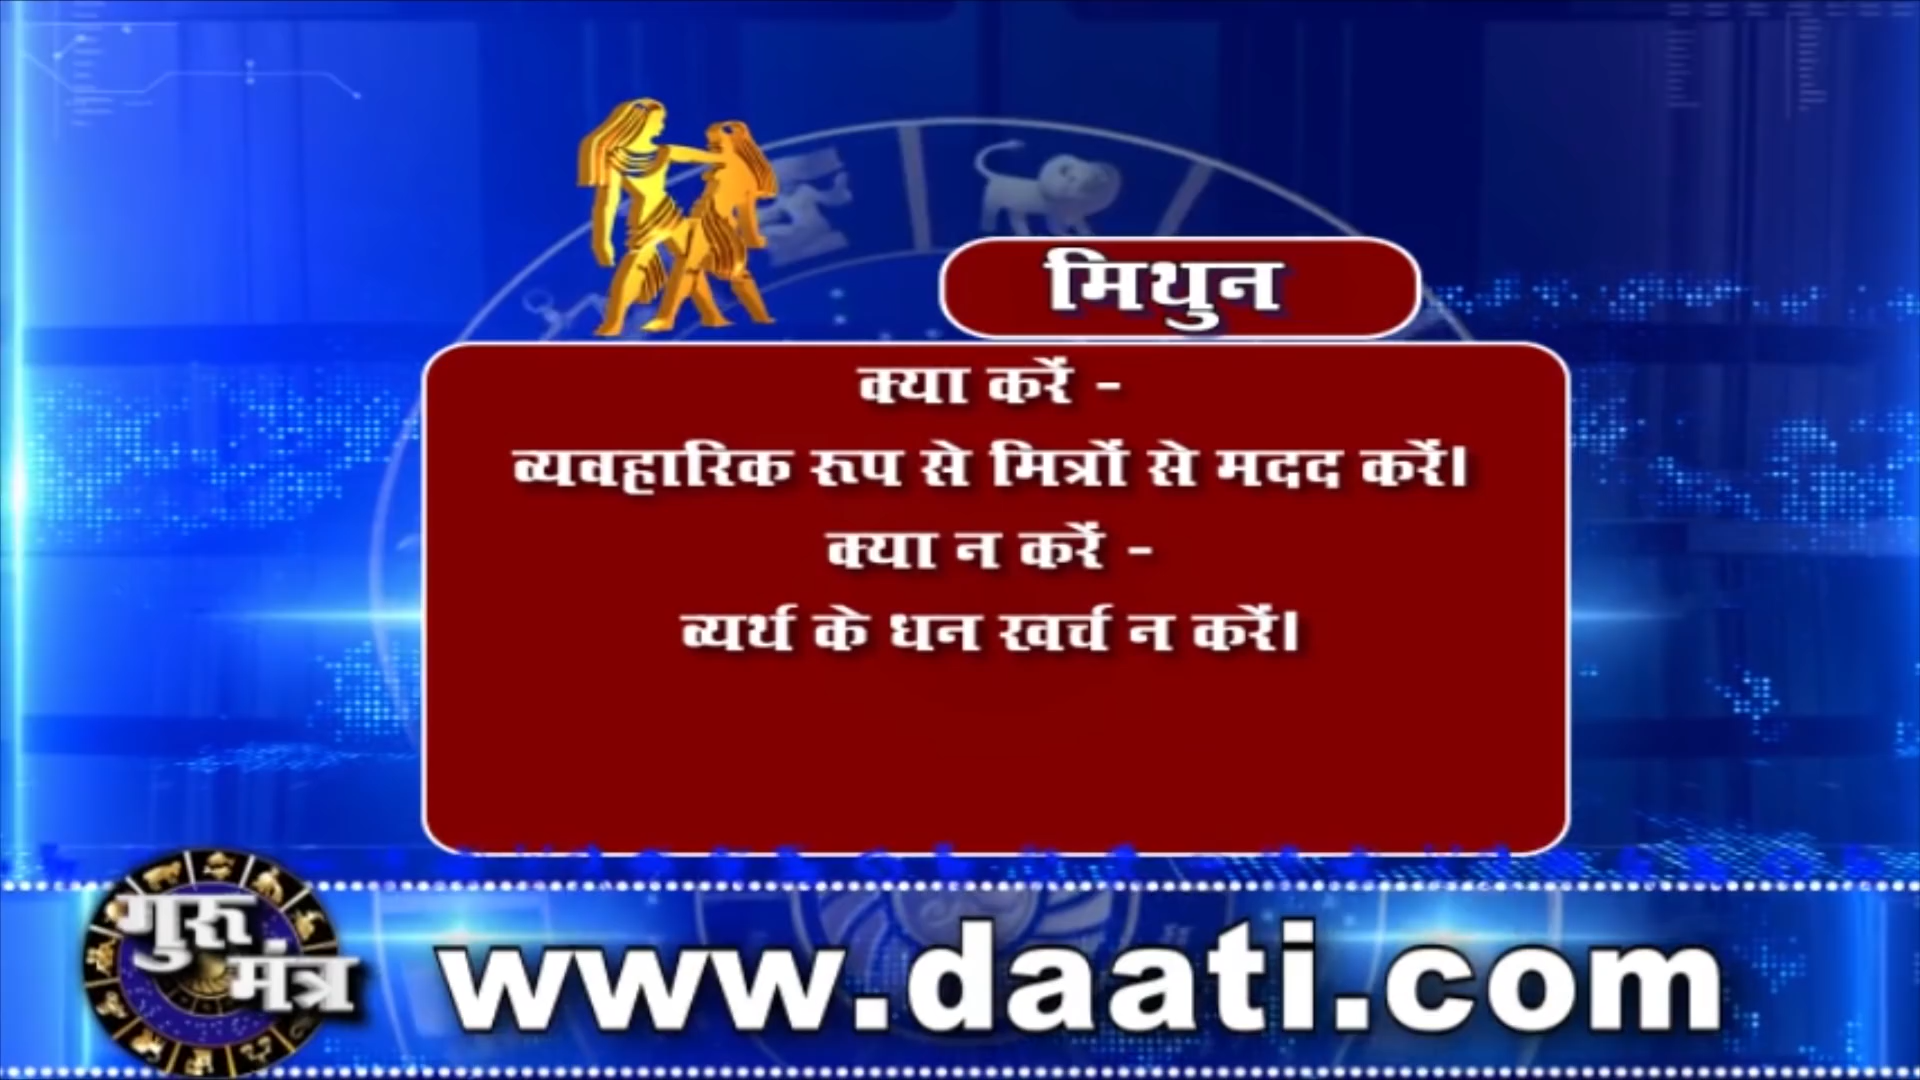 मिथुन
क्या करें -
व्यवहारिक रूप से मित्रों से मदद करें।
क्या न करें -
व्यर्थ के धन खर्च न करें।
गुरू
मंत्र
www.daati.com